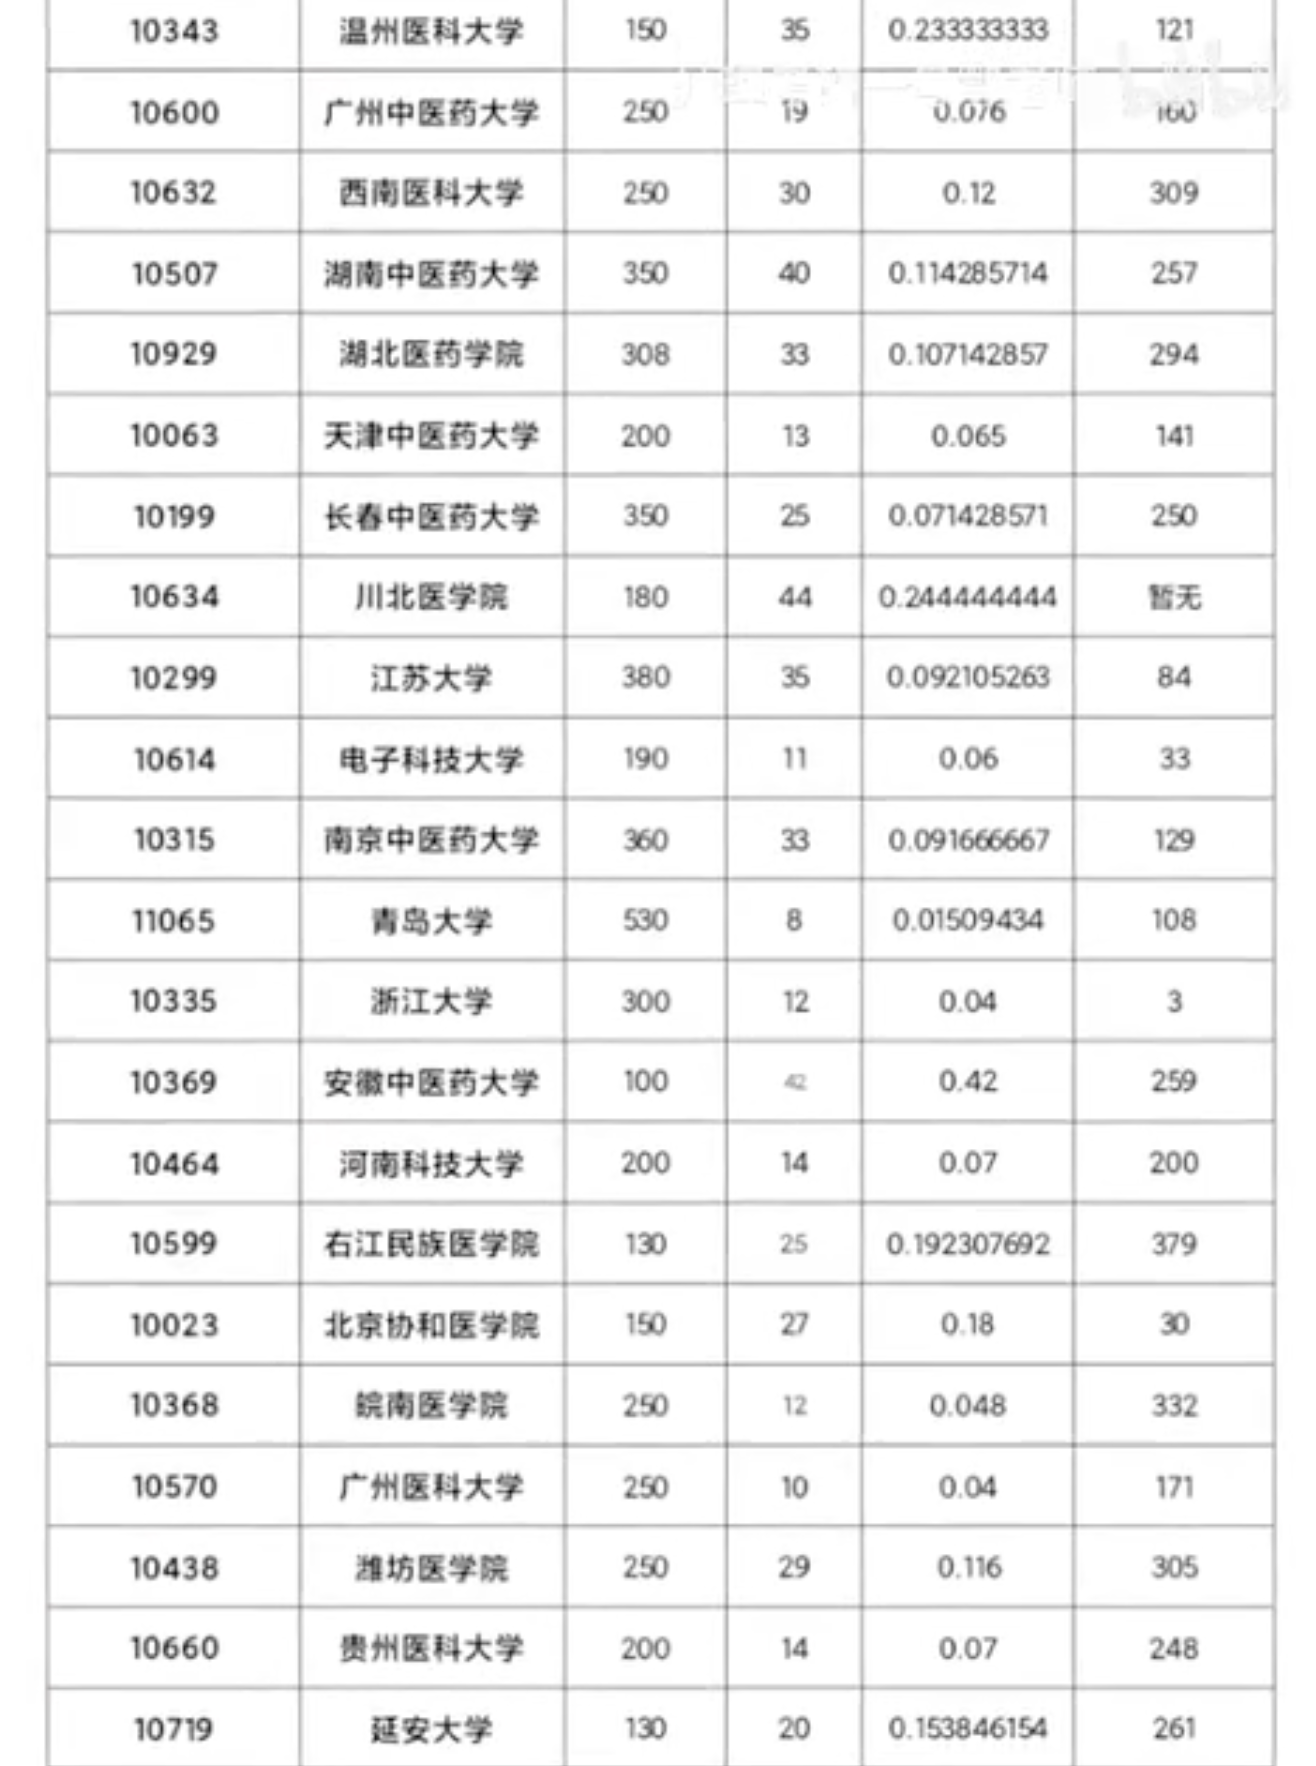 10343 温州医科大学 150 35 0.233333333 121
10600 广州中医药大学 250 19 0.076 160
10632 西南医科大学 250 30 0.12 309
10507 湖南中医药大学 350 40 0.114285714 257
10929 湖北医药学院 308 33 0.107142857 294
10063 天津中医药大学 200 13 0.065 141
10199 长春中医药大学 350 25 0.071428571 250
10634 川北医学院 180 44 0.244444444 暂无
10299 江苏大学 380 35 0.092105263 84
10614 电子科技大学 190 11 0.06 33
10315 南京中医药大学 360 33 0.091666667 129
11065 青岛大学 530 8 0.01509434 108
10335 浙江大学 300 12 0.04 3
10369 安徽中医药大学 100 42 0.42 259
10464 河南科技大学 200 14 0.07 200
10599 右江民族医学院 130 25 0.192307692 379
10023 北京协和医学院 150 27 0.18 30
10368 皖南医学院 250 12 0.048 332
10570 广州医科大学 250 10 0.04 171
10438 潍坊医学院 250 29 0.116 305
10660 贵州医科大学 200 14 0.07 248
10719 延安大学 130 20 0.153846154 261